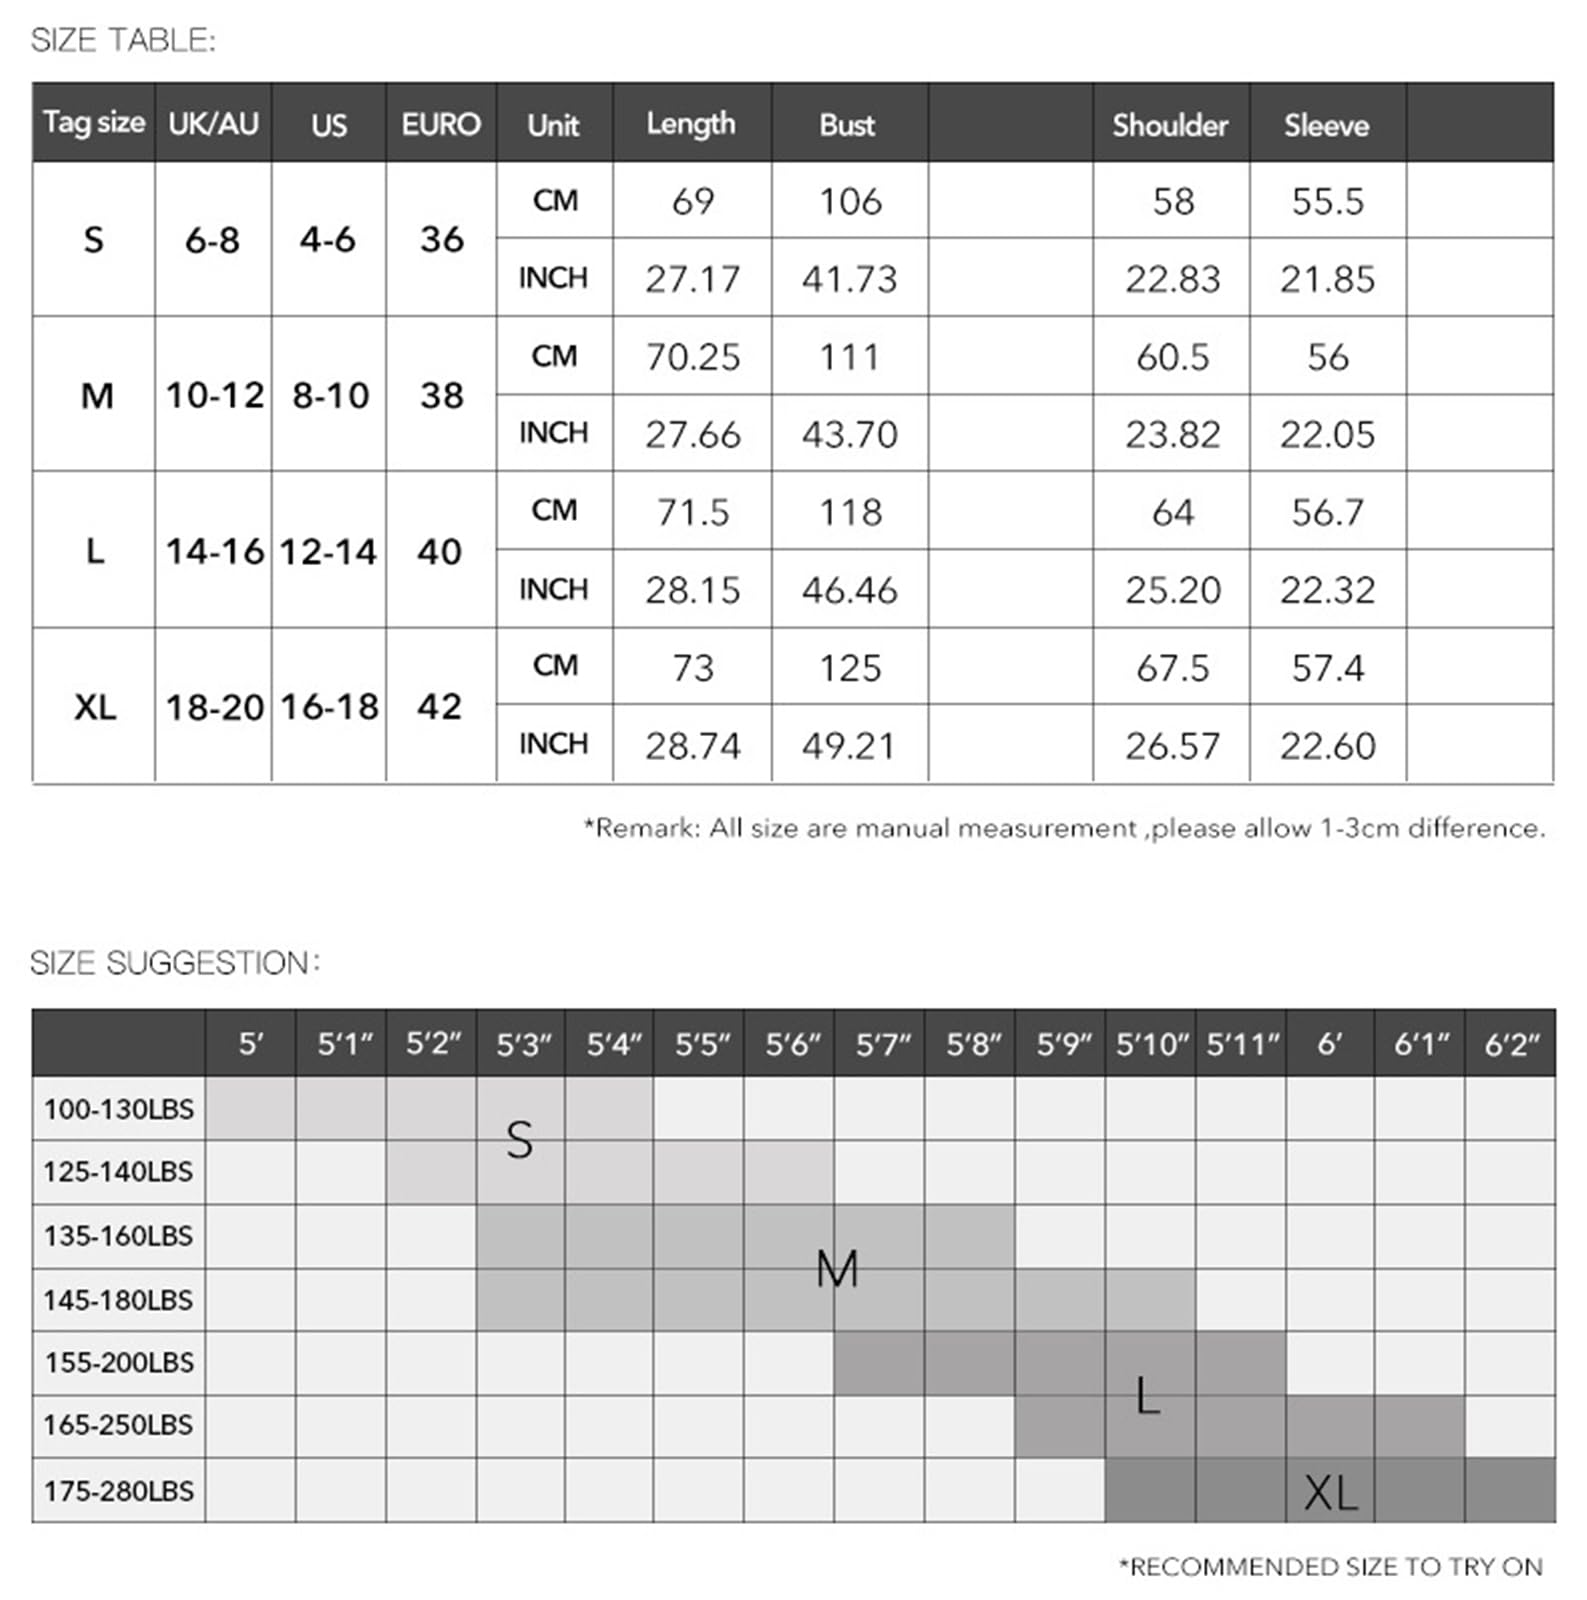 SIZE TABLE:
Tag size UK/AU US EURO Unit Length Bust Shoulder Sleeve
S 6-8 4-6 36 CM 69 106 58 55.5
INCH 27.17 41.73 22.83 21.85
M 10-12 8-10 38 CM 70.25 111 60.5 56
INCH 27.66 43.70 23.82 22.05
L 14-16 12-14 40 CM 71.5 118 64 56.7
INCH 28.15 46.46 25.20 22.32
XL 18-20 16-18 42 CM 73 125 67.5 57.4
INCH 28.74 49.21 26.57 22.60
*Remark: All size are manual measurement ,please allow 1-3cm difference.
SIZE SUGGESTION:
5' 5'1" 5'2" 5'3" 5'4" 5'5" 5'6" 5'7" 5'8" 5'9" 5'10" 5'11" 6' 6'1" 6'2"
100-130LBS
S
125-140LBS
135-160LBS
M
145-180LBS
155-200LBS
L
165-250LBS
175-280LBS XL
*RECOMMENDED SIZE TO TRY ON